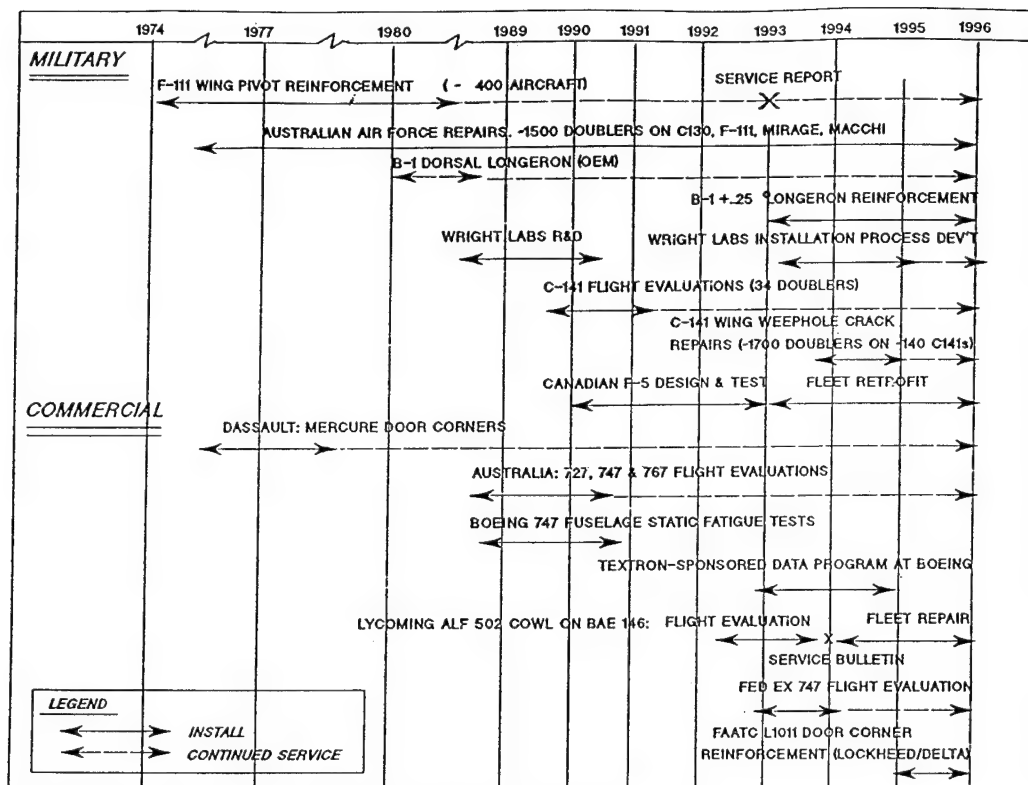 1974 1977 1980 1989 1990 1991 1992 1993 1994 1995 1996
MILITARY
F-111 WING PIVOT REINFORCEMENT (- 400 AIRCRAFT)
SERVICE REPORT
AUSTRALIAN AIR FORCE REPAIRS. -1500 DOUBLERS ON C130, F-111, MIRAGE, MACCHI
B-1 DORSAL LONGERON (OEM)
B-1 +.25 ° LONGERON REINFORCEMENT
WRIGHT LABS R&D
WRIGHT LABS INSTALLATION PROCESS DEV'T
C-141 FLIGHT EVALUATIONS (34 DOUBLERS)
C-141 WING WEEPHOLE CRACK
REPAIRS (-1700 DOUBLERS ON -140 C141s)
CANADIAN F-5 DESIGN & TEST
FLEET RETROFIT
COMMERCIAL
DASSAULT: MERCURE DOOR CORNERS
AUSTRALIA: 727, 747 & 767 FLIGHT EVALUATIONS
BOEING 747 FUSELAGE STATIC FATIGUE TESTS
TEXTRON-SPONSORED DATA PROGRAM AT BOEING
LYCOMING ALF 502 COWL ON BAE 146: FLIGHT EVALUATION
FLEET REPAIR
X
SERVICE BULLETIN
FED EX 747 FLIGHT EVALUATION
FAATC L1011 DOOR CORNER
REINFORCEMENT (LOCKHEED/DELTA)
LEGEND
INSTALL
CONTINUED SERVICE